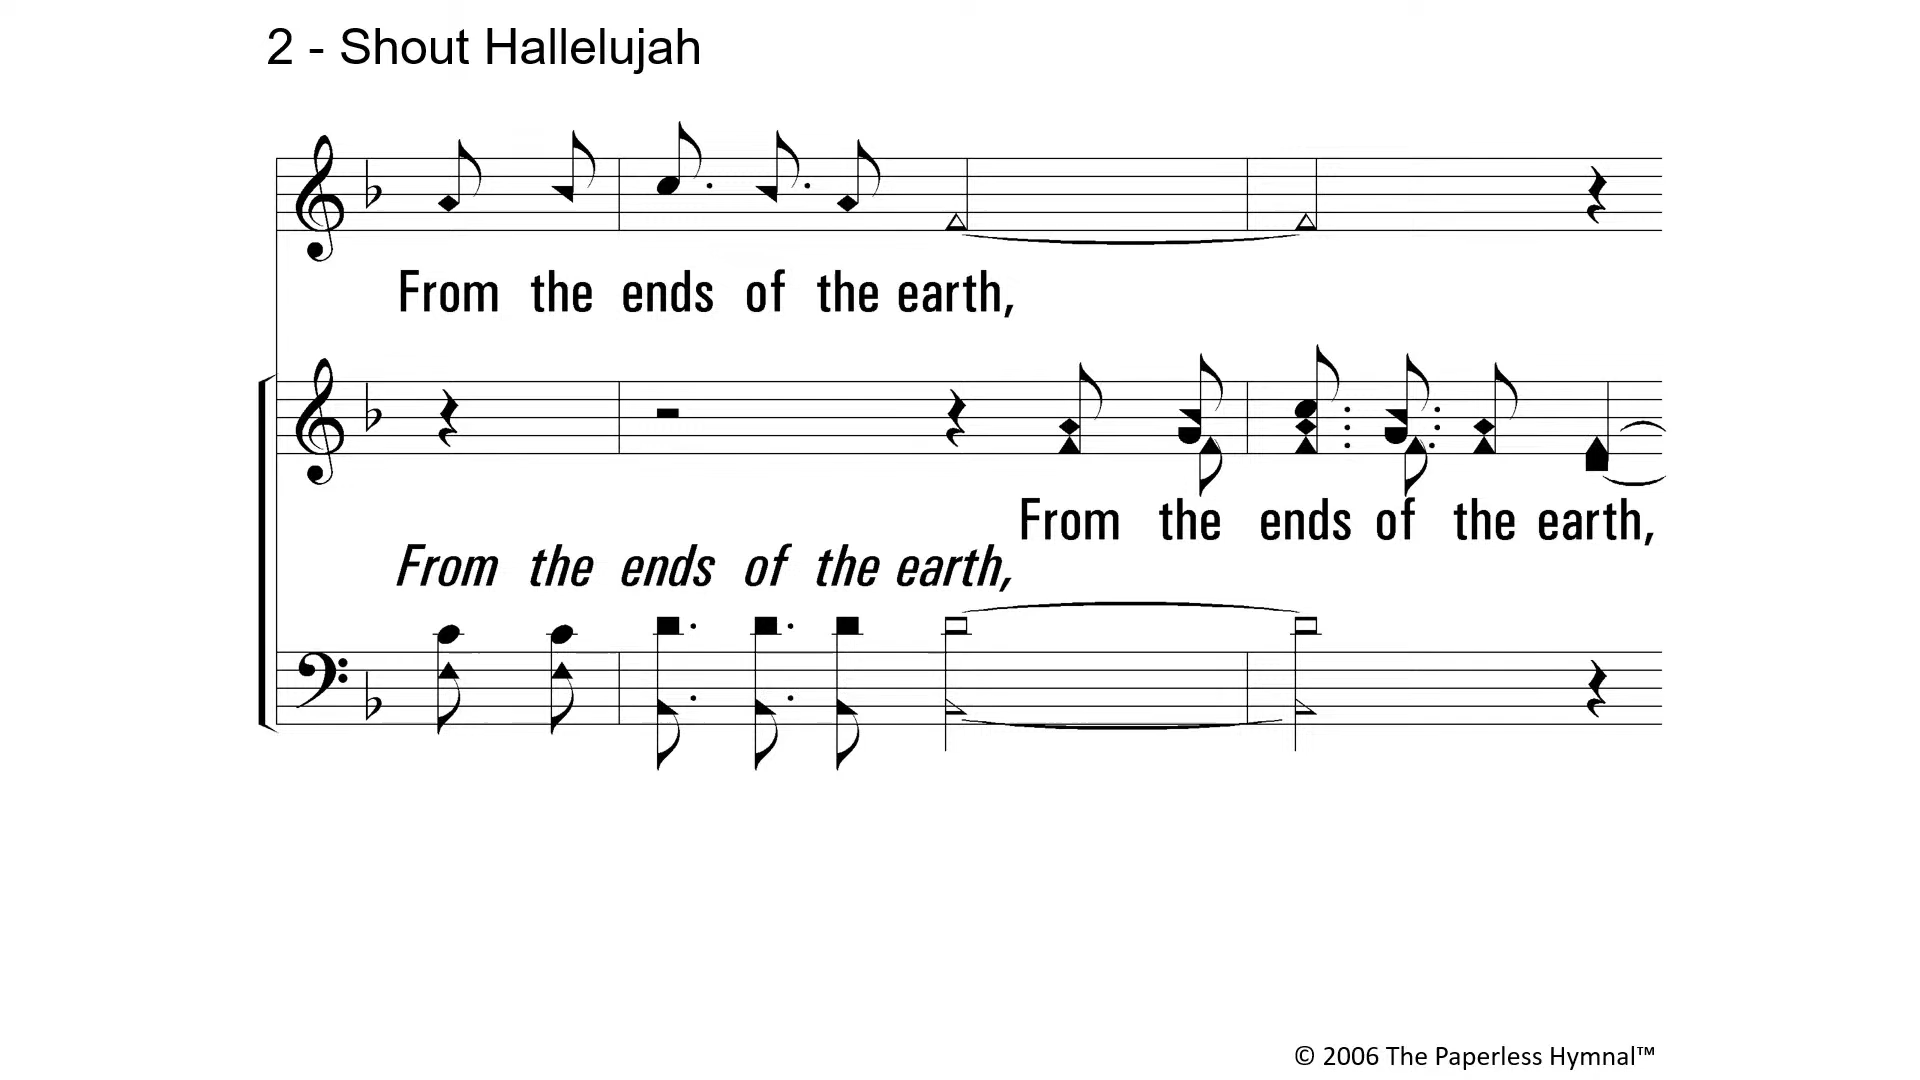 2 - Shout Hallelujah
From the ends of the earth,
From the ends of the earth,
From the ends of the earth,
© 2006 The Paperless Hymnal™